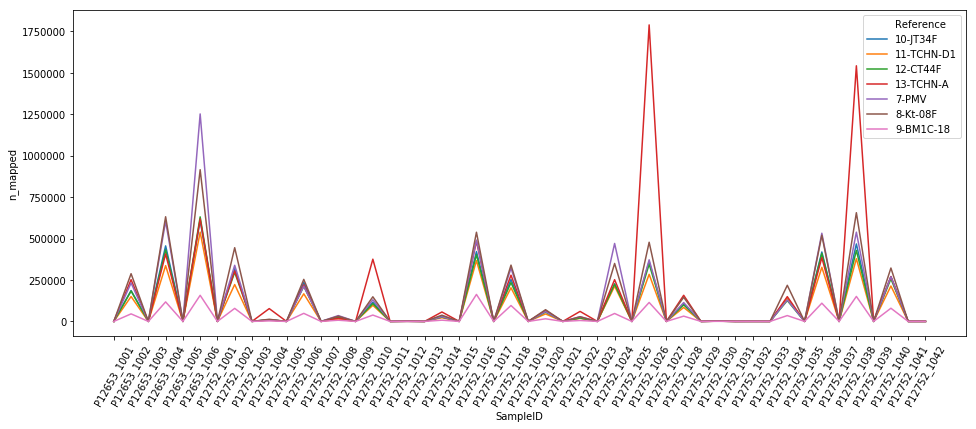 1750000
1500000
1250000
1000000
750000
500000
250000
0
n_mapped
Reference
10-JT34F
11-TCHN-D1
12-CT44F
13-TCHN-A
7-PMV
8-Kt-08F
9-BM1C-18
P12653_1001
P12653_1002
P12653_1003
P12653_1004
P12653_1005
P12653_1006
P12752_1001
P12752_1002
P12752_1003
P12752_1004
P12752_1005
P12752_1006
P12752_1007
P12752_1008
P12752_1009
P12752_1010
P12752_1011
P12752_1012
P12752_1013
P12752_1014
P12752_1015
P12752_1016
P12752_1017
P12752_1018
P12752_1019
P12752_1020
P12752_1021
P12752_1022
P12752_1023
P12752_1024
P12752_1025
P12752_1026
P12752_1027
P12752_1028
P12752_1029
P12752_1030
P12752_1031
P12752_1032
P12752_1033
P12752_1034
P12752_1035
P12752_1036
P12752_1037
P12752_1038
P12752_1039
P12752_1040
P12752_1041
P12752_1042
SampleID